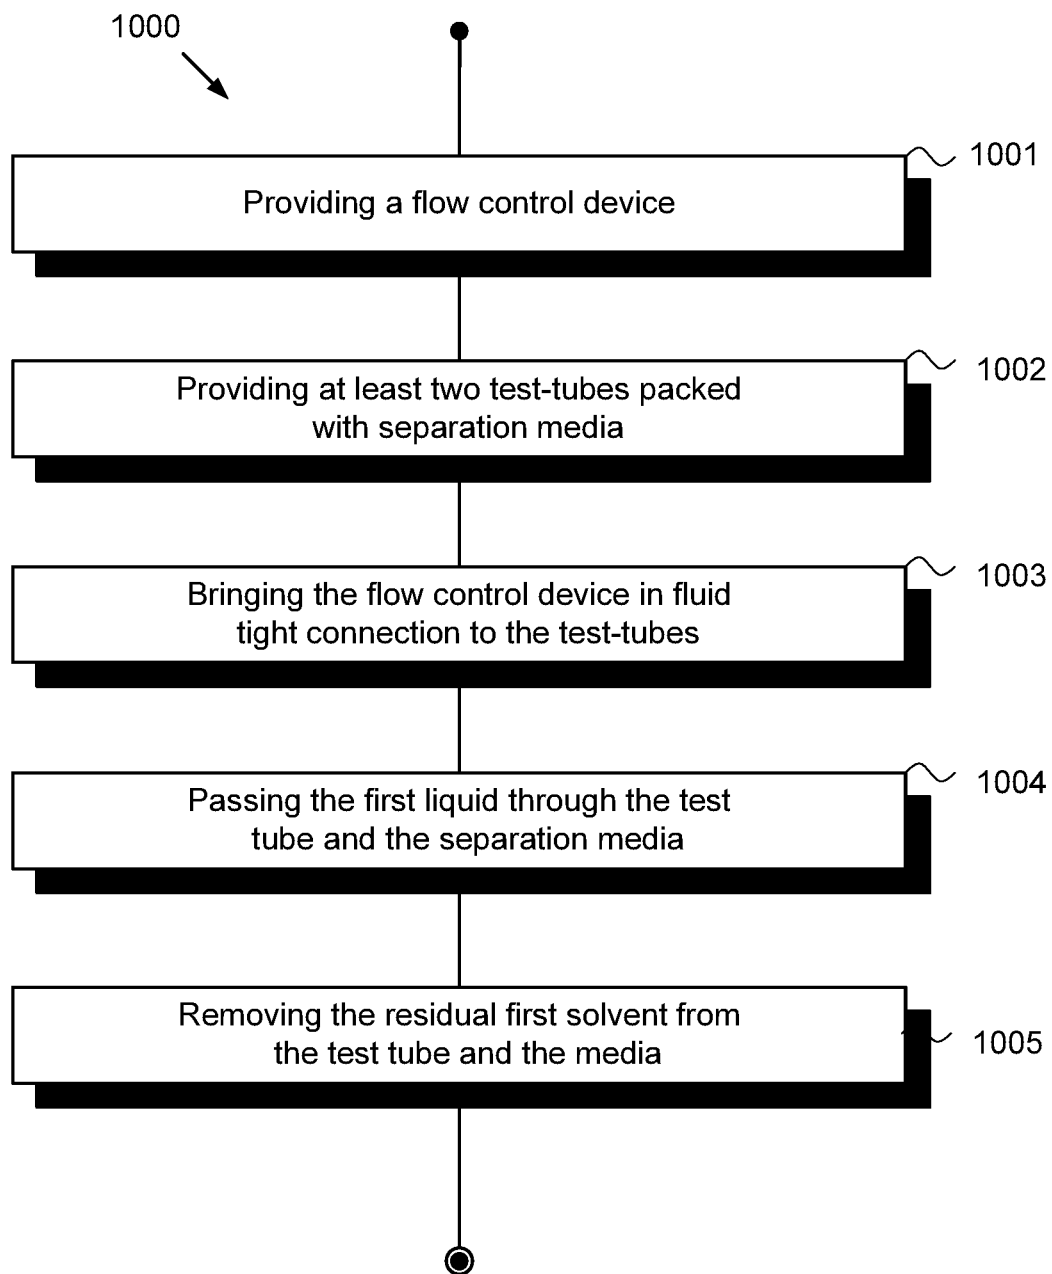 1000
1001
Providing a flow control device
1002
Providing at least two test-tubes packed
with separation media
1003
Bringing the flow control device in fluid
tight connection to the test-tubes
1004
Passing the first liquid through the test
tube and the separation media
Removing the residual first solvent from
the test tube and the media
1005